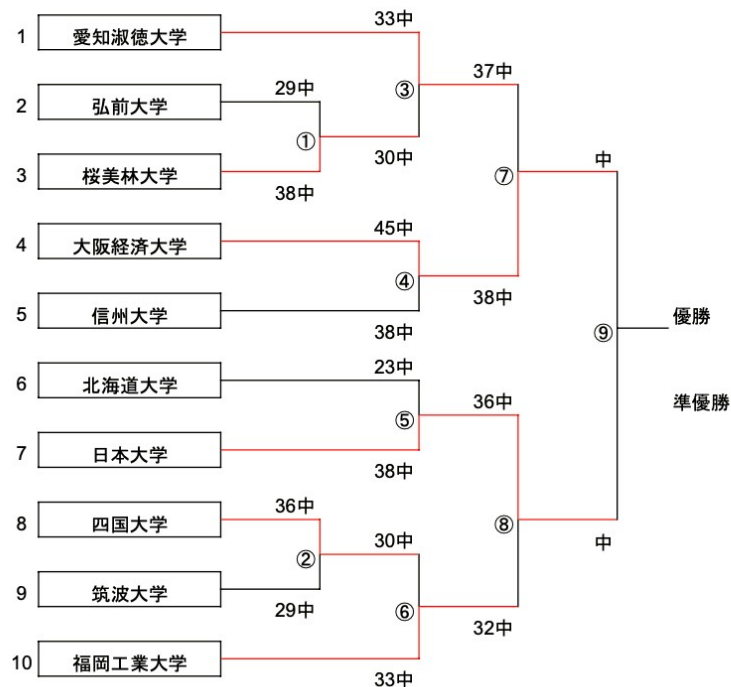 33中
1 愛知淑徳大学
37中
29中
③
2 弘前大学
①
30中
中
3 桜美林大学
⑦
38中
45中
4 大阪経済大学
④
38中
5 信州大学
38中
⑨
優勝
23中
6 北海道大学
36中
準優勝
⑤
7 日本大学
38中
36中
8 四国大学
⑧
30中
中
②
9 筑波大学
29中
⑥
32中
10 福岡工業大学
33中